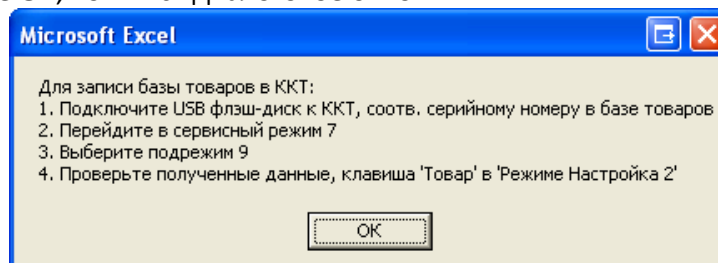 Microsoft Excel
Для записи базы товаров в ККТ:
1. Подключите USB флэш-диск к ККТ, соотв. серийному номеру в базе товаров
2. Перейдите в сервисный режим 7
3. Выберите подрежим 9
4. Проверьте полученные данные, клавиша 'Товар' в 'Режиме Настройка 2'
OK